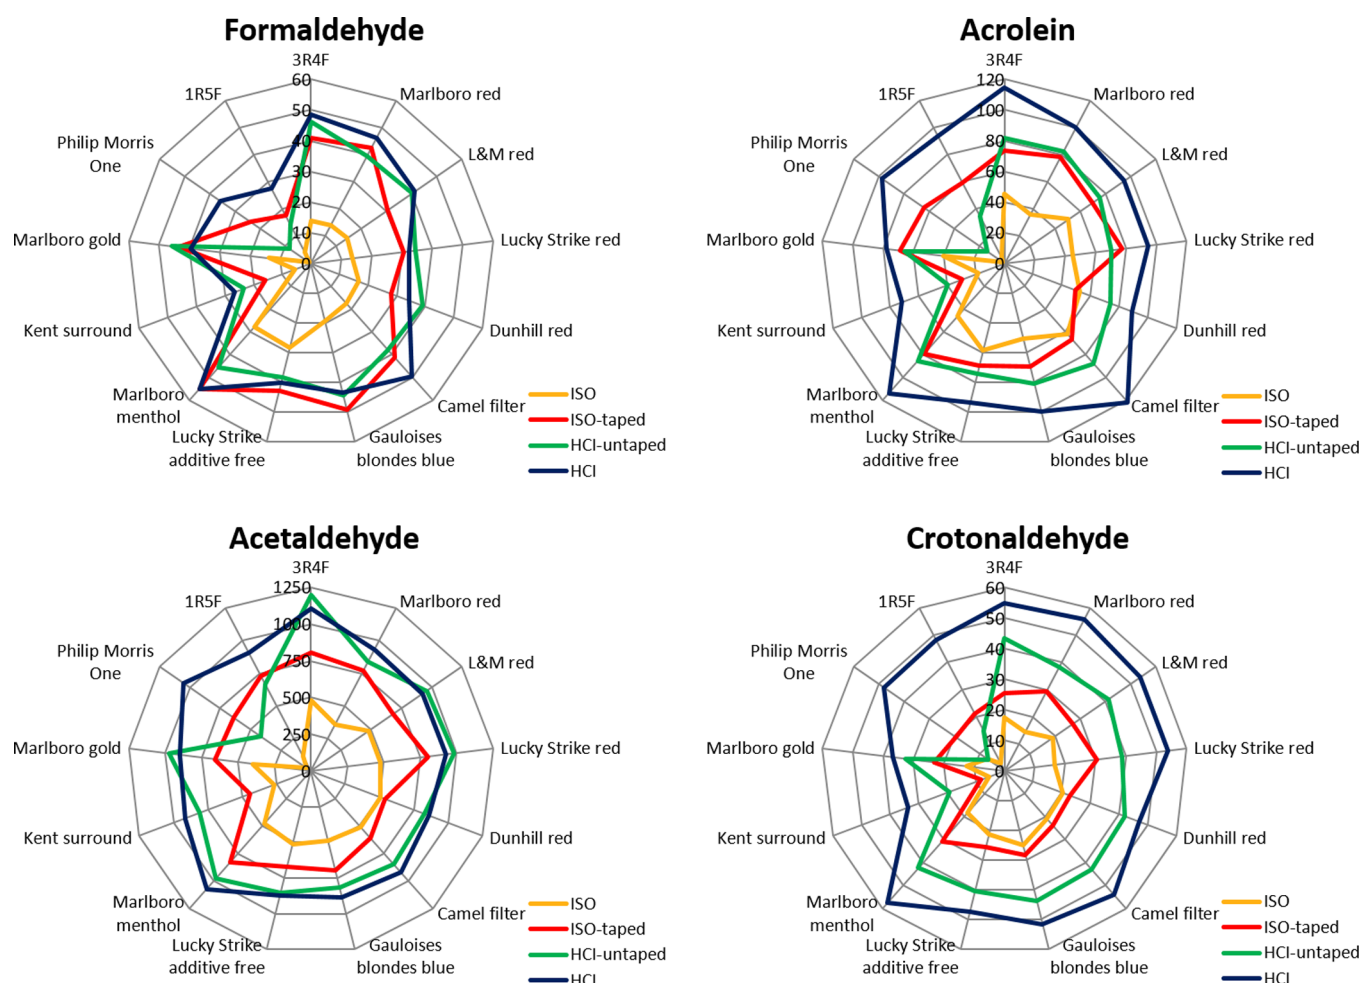 Formaldehyde
3R4F
60
50
40
30
20
10
0
Marlboro red
L&M red
Lucky Strike red
Dunhill red
Camel filter
Gauloises
blondes blue
Lucky Strike
additive free
Marlboro
menthol
Kent surround
Marlboro gold
Philip Morris
One
1R5F
ISO
ISO-taped
HCI-untaped
HCI
Acrolein
3R4F
120
100
80
60
40
20
0
Marlboro red
L&M red
Lucky Strike red
Dunhill red
Camel filter
Gauloises
blondes blue
Lucky Strike
additive free
Marlboro
menthol
Kent surround
Marlboro gold
Philip Morris
One
1R5F
ISO
ISO-taped
HCI-untaped
HCI
Acetaldehyde
3R4F
1250
1000
750
500
250
0
Marlboro red
L&M red
Lucky Strike red
Dunhill red
Camel filter
Gauloises
blondes blue
Lucky Strike
additive free
Marlboro
menthol
Kent surround
Marlboro gold
Philip Morris
One
1R5F
ISO
ISO-taped
HCI-untaped
HCI
Crotonaldehyde
3R4F
60
50
40
30
20
10
0
Marlboro red
L&M red
Lucky Strike red
Dunhill red
Camel filter
Gauloises
blondes blue
Lucky Strike
additive free
Marlboro
menthol
Kent surround
Marlboro gold
Philip Morris
One
1R5F
ISO
ISO-taped
HCI-untaped
HCI